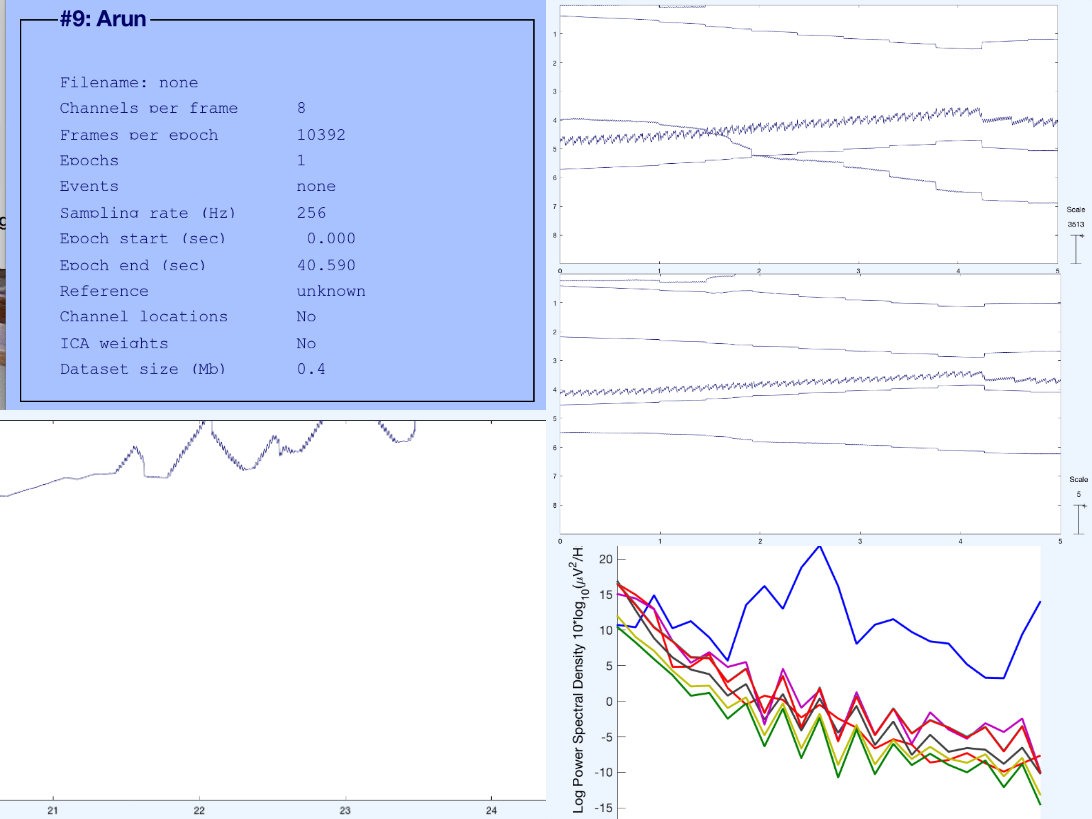 #9: Arun
Filename: none
Channels per frame 8
Frames per epoch 10392
Epochs 1
Events none
Sampling rate (Hz) 256
Epoch start (sec) 0.000
Epoch end (sec) 40.590
Reference unknown
Channel locations No
ICA weights No
Dataset size (Mb) 0.4
1
2
3
4
5
6
7
8
0 1 2 3 4 5
Scale
3513
1
2
3
4
5
6
7
8
0 1 2 3 4 5
Scale
5
21 22 23 24
Log Power Spectral Density 10*log10(μV²/H
20
15
10
5
0
-5
-10
-15